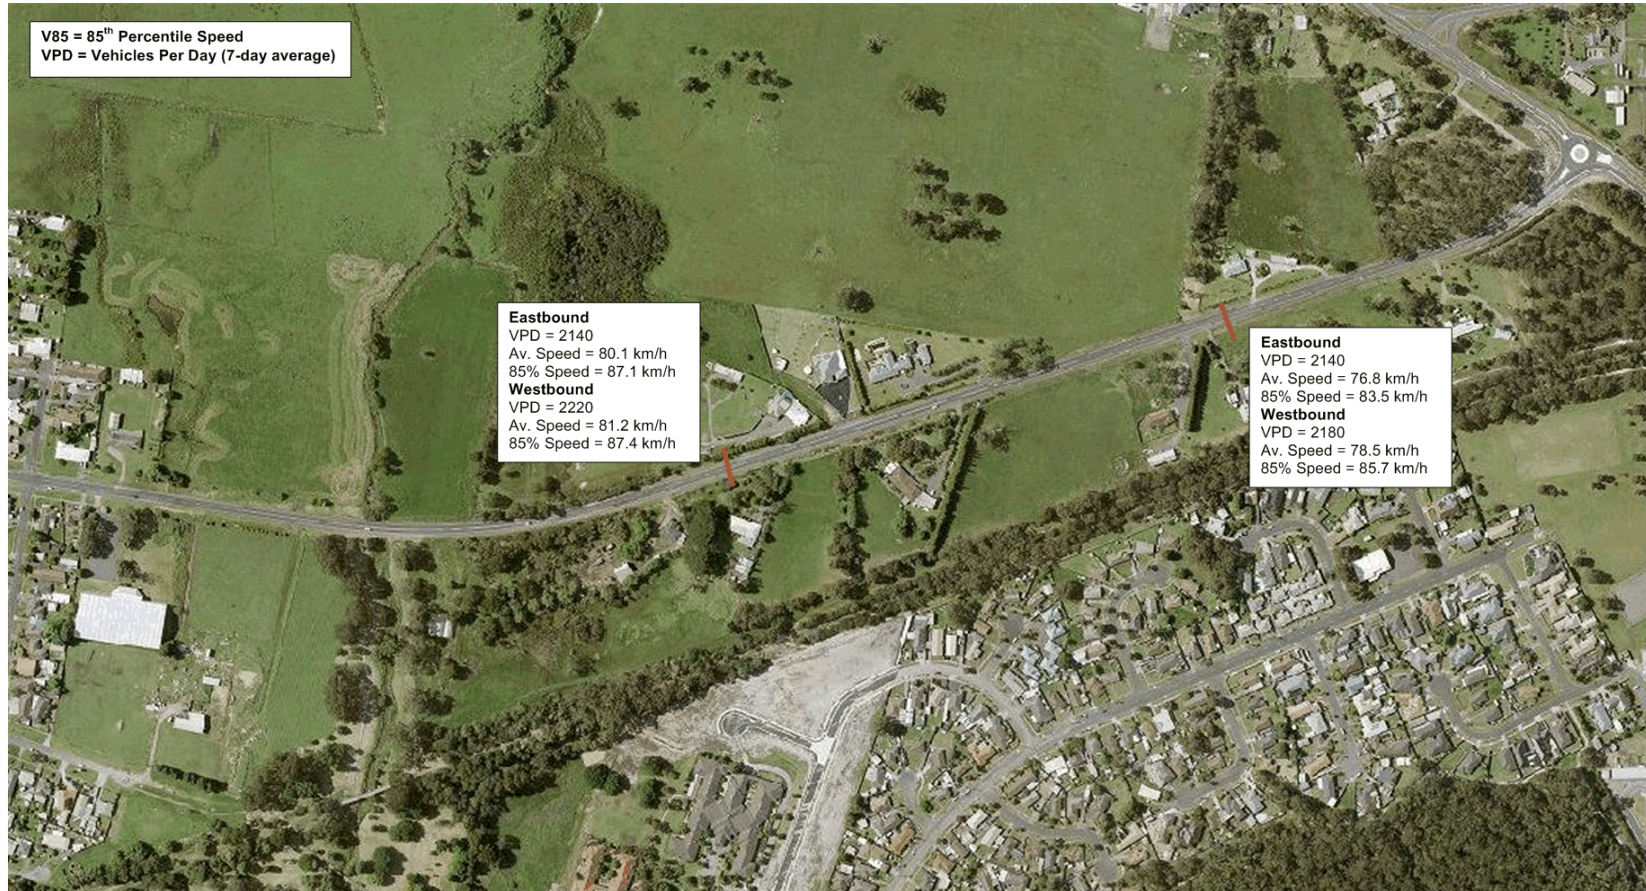 V85 = 85th Percentile Speed
VPD = Vehicles Per Day (7-day average)
Eastbound
VPD = 2140
Av. Speed = 80.1 km/h
85% Speed = 87.1 km/h
Westbound
VPD = 2220
Av. Speed = 81.2 km/h
85% Speed = 87.4 km/h
Eastbound
VPD = 2140
Av. Speed = 76.8 km/h
85% Speed = 83.5 km/h
Westbound
VPD = 2180
Av. Speed = 78.5 km/h
85% Speed = 85.7 km/h